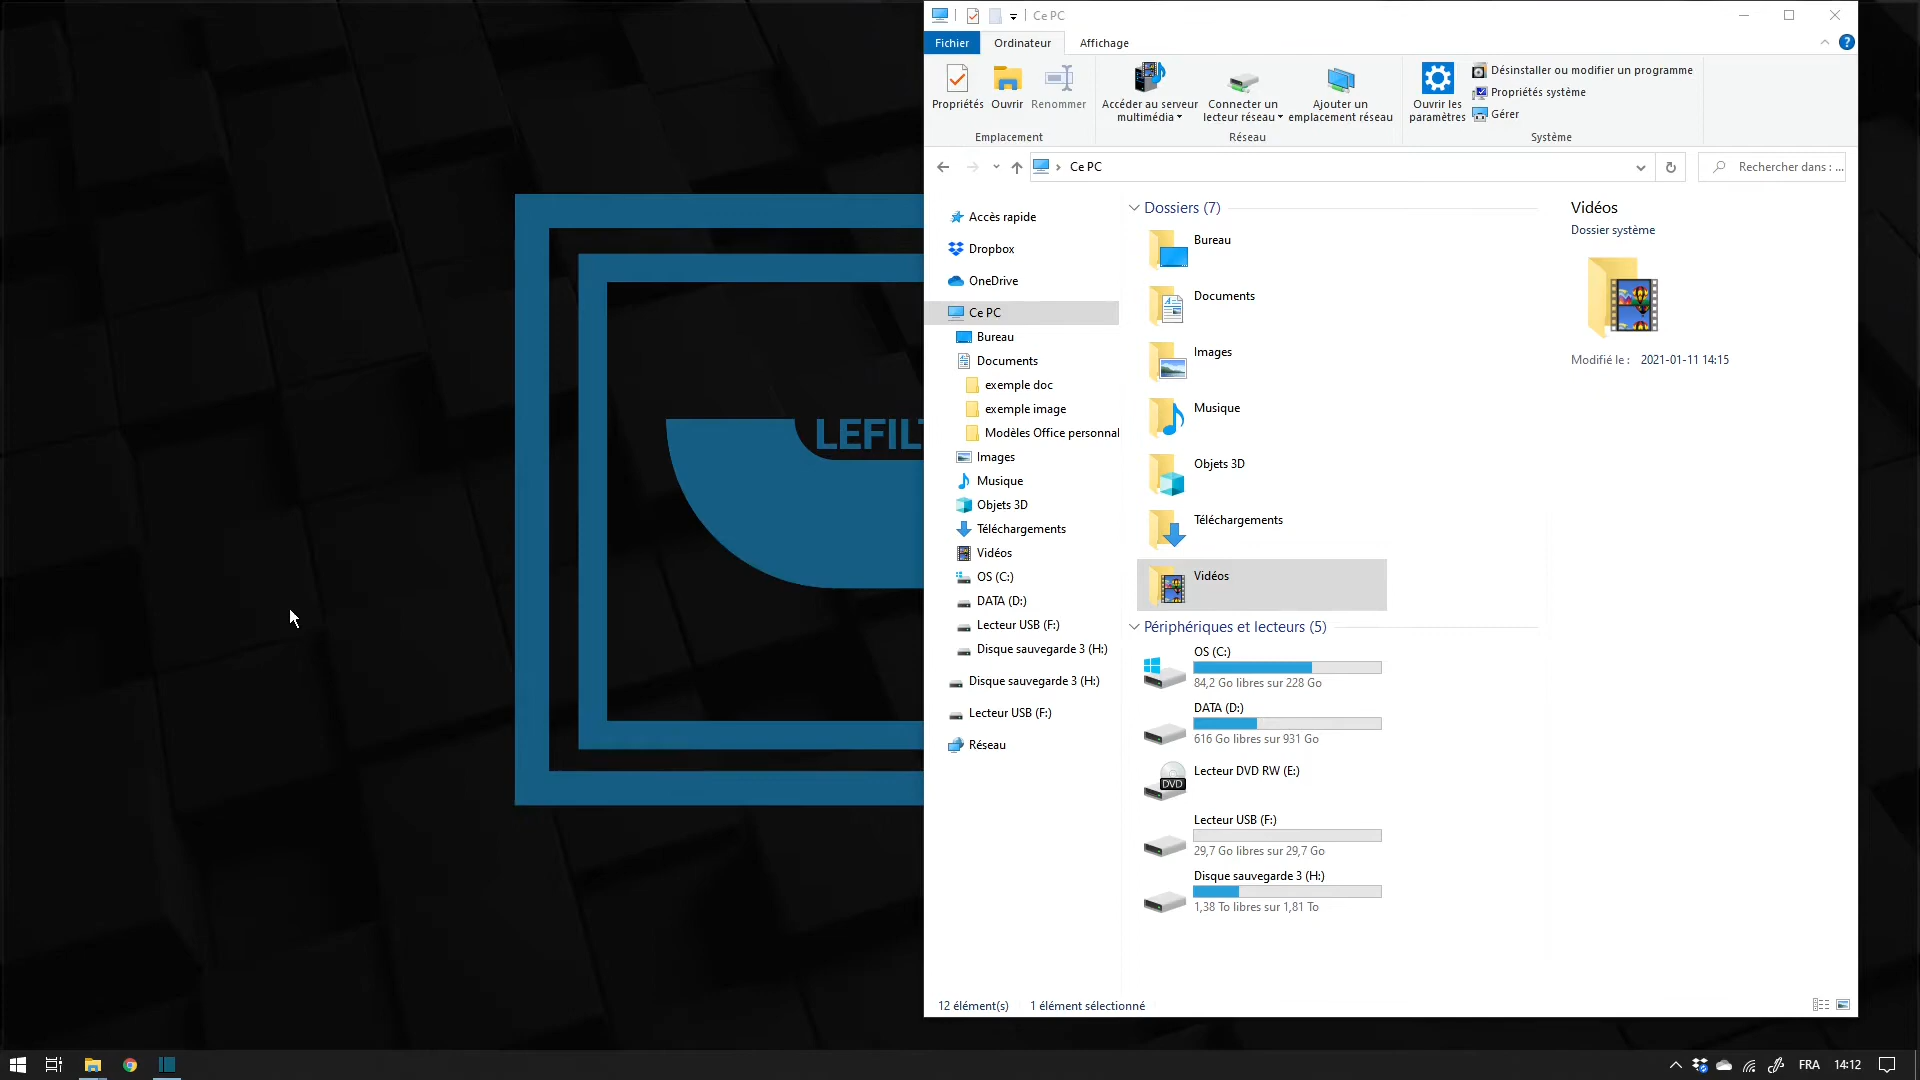 Ce PC
Fichier
Ordinateur
Affichage
Propriétés
Ouvrir
Renommer
Emplacement
Accéder au serveur
multimédia
Connecter un
lecteur réseau
Ajouter un
emplacement réseau
Réseau
Ouvrir les
paramètres
Désinstaller ou modifier un programme
Propriétés système
Gérer
Système
Ce PC
Rechercher dans : ...
Accès rapide
Dropbox
OneDrive
Ce PC
Bureau
Documents
exemple doc
exemple image
Modèles Office personnal
Images
Musique
Objets 3D
Téléchargements
Vidéos
OS (C:)
DATA (D:)
Lecteur USB (F:)
Disque sauvegarde 3 (H:)
Disque sauvegarde 3 (H:)
Lecteur USB (F:)
Réseau
Dossiers (7)
Bureau
Documents
Images
Musique
Objets 3D
Téléchargements
Vidéos
Périphériques et lecteurs (5)
OS (C:)
84,2 Go libres sur 228 Go
DATA (D:)
616 Go libres sur 931 Go
Lecteur DVD RW (E:)
DVD
Lecteur USB (F:)
29,7 Go libres sur 29,7 Go
Disque sauvegarde 3 (H:)
1,38 To libres sur 1,81 To
Vidéos
Dossier système
Modifié le : 2021-01-11 14:15
12 élément(s)
1 élément sélectionné
FRA
14:12